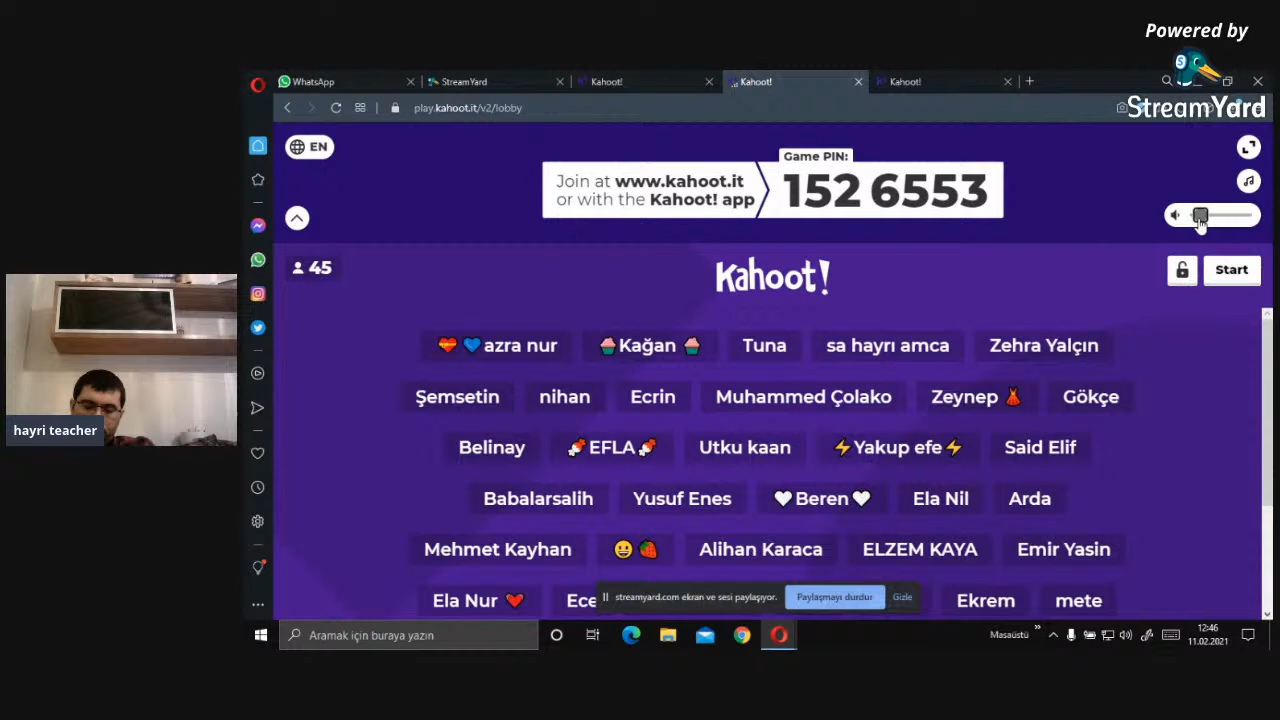 Powered by
StreamYard
WhatsApp
StreamYard
Kahoot!
Kahoot!
Kahoot!
play.kahoot.it/v2/lobby
EN
Join at www.kahoot.it
or with the Kahoot! app
Game PIN:
152 6553
45
Kahoot!
Start
azra nur
Kağan
Tuna
sa hayrı amca
Zehra Yalçın
Şemsetin
nihan
Ecrin
Muhammed Çolako
Zeynep
Gökçe
Belinay
EFLA
Utku kaan
Yakup efe
Said Elif
Babalarsalih
Yusuf Enes
Beren
Ela Nil
Arda
Mehmet Kayhan
Alihan Karaca
ELZEM KAYA
Emir Yasin
Ela Nur
Ece
Ekrem
mete
streamyard.com ekran ve sesi paylaşıyor.
Paylaşmayı durdur
Gizle
hayri teacher
Aramak için buraya yazın
Masaüstü
12:46
11.02.2021